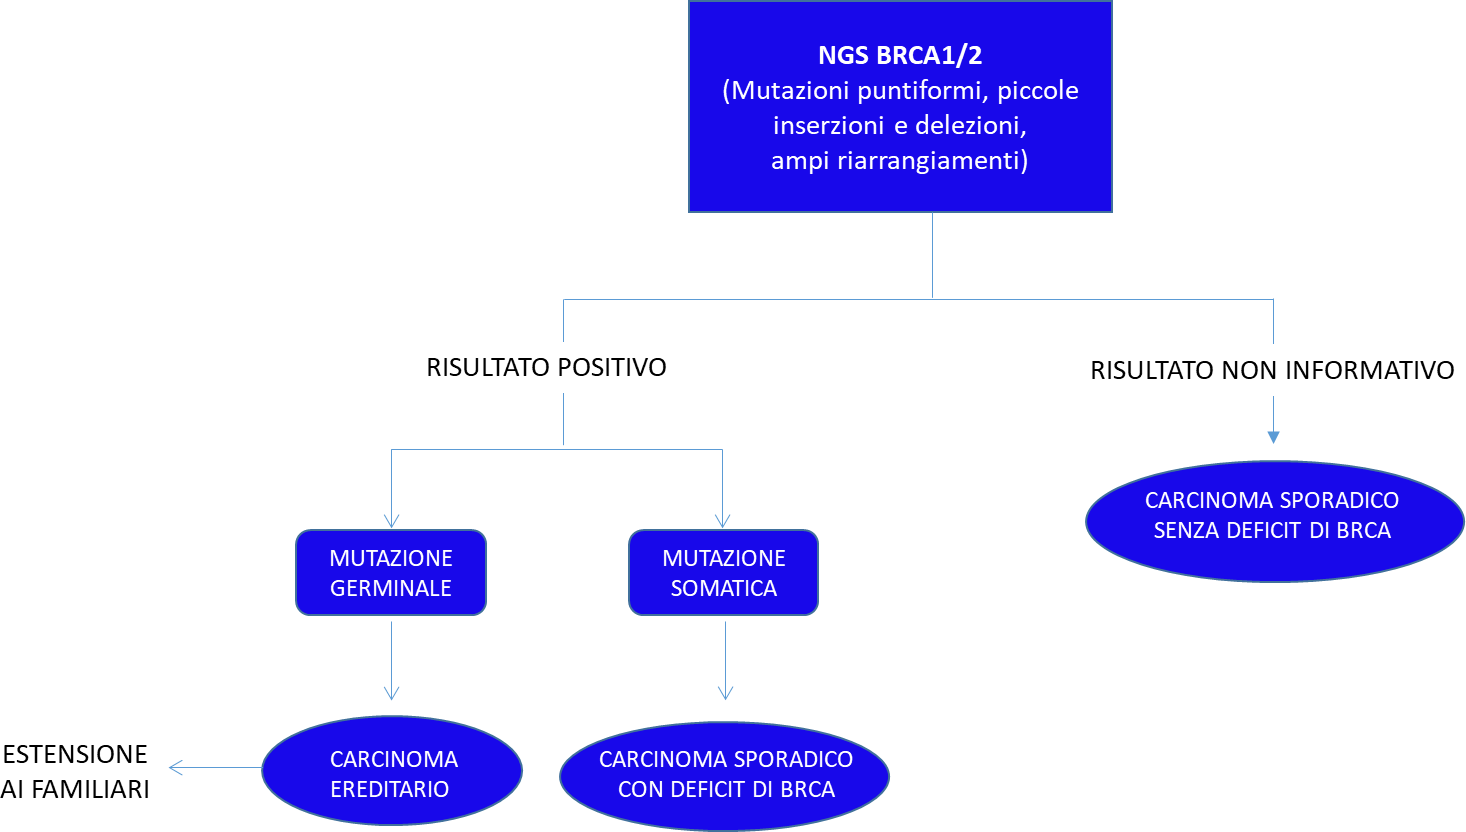 NGS BRCA1/2
(Mutazioni puntiformi, piccole
inserzioni e delezioni,
ampi riarrangiamenti)
RISULTATO POSITIVO
RISULTATO NON INFORMATIVO
CARCINOMA SPORADICO
SENZA DEFICIT DI BRCA
MUTAZIONE
GERMINALE
MUTAZIONE
SOMATICA
ESTENSIONE
AI FAMILIARI
CARCINOMA
EREDITARIO
CARCINOMA SPORADICO
CON DEFICIT DI BRCA